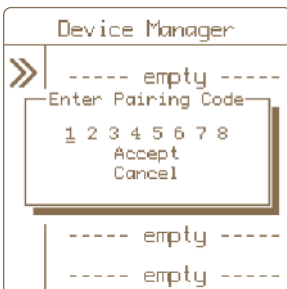 Device Manager
----- empty -----
Enter Pairing Code
1 2 3 4 5 6 7 8
Accept
Cancel
----- empty -----
----- empty -----